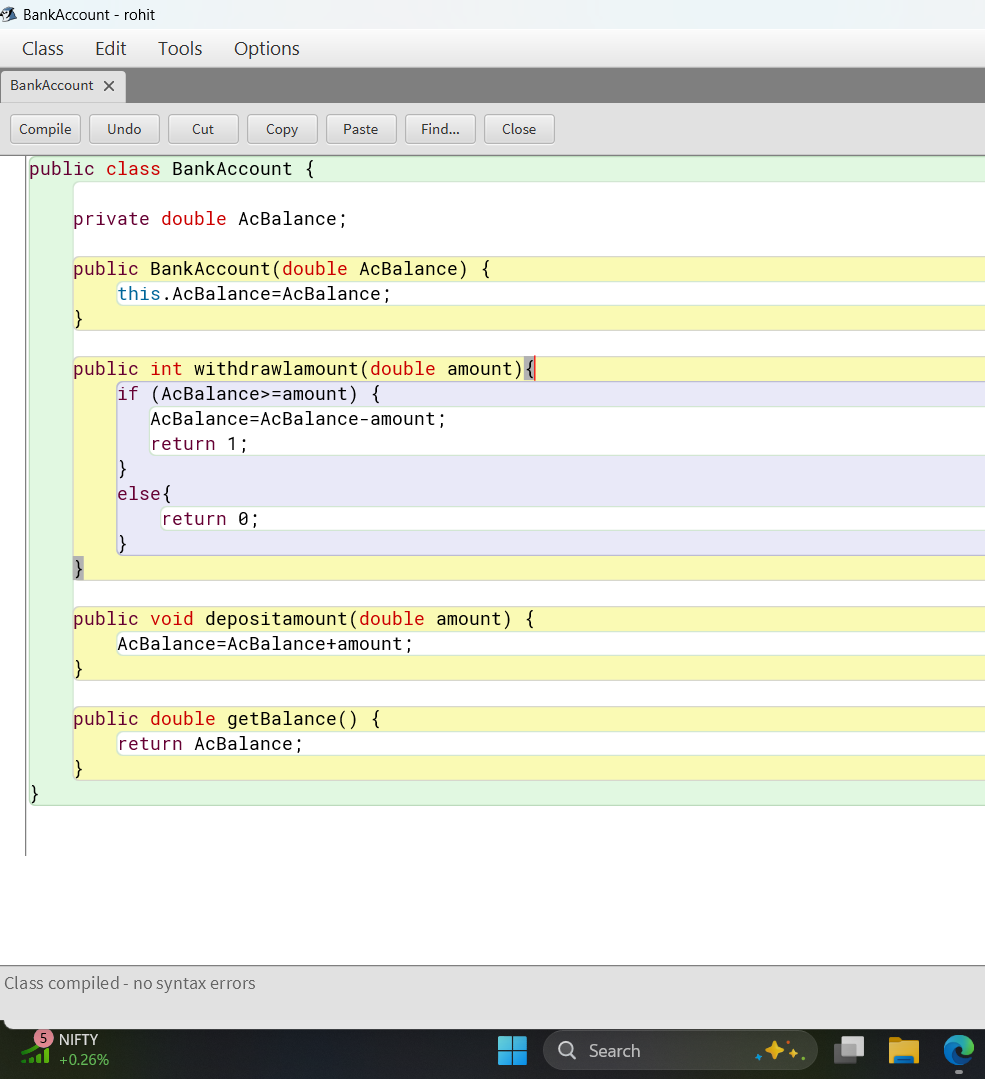 BankAccount - rohit
Class Edit Tools Options
BankAccount
Compile Undo Cut Copy Paste Find... Close
public class BankAccount {
private double AcBalance;
public BankAccount(double AcBalance) {
this.AcBalance=AcBalance;
}
public int withdrawlamount(double amount){
if (AcBalance>=amount) {
AcBalance=AcBalance-amount;
return 1;
}
else{
return 0;
}
}
public void depositamount(double amount) {
AcBalance=AcBalance+amount;
}
public double getBalance() {
return AcBalance;
}
}
Class compiled - no syntax errors
5 NIFTY
+0.26%
Search